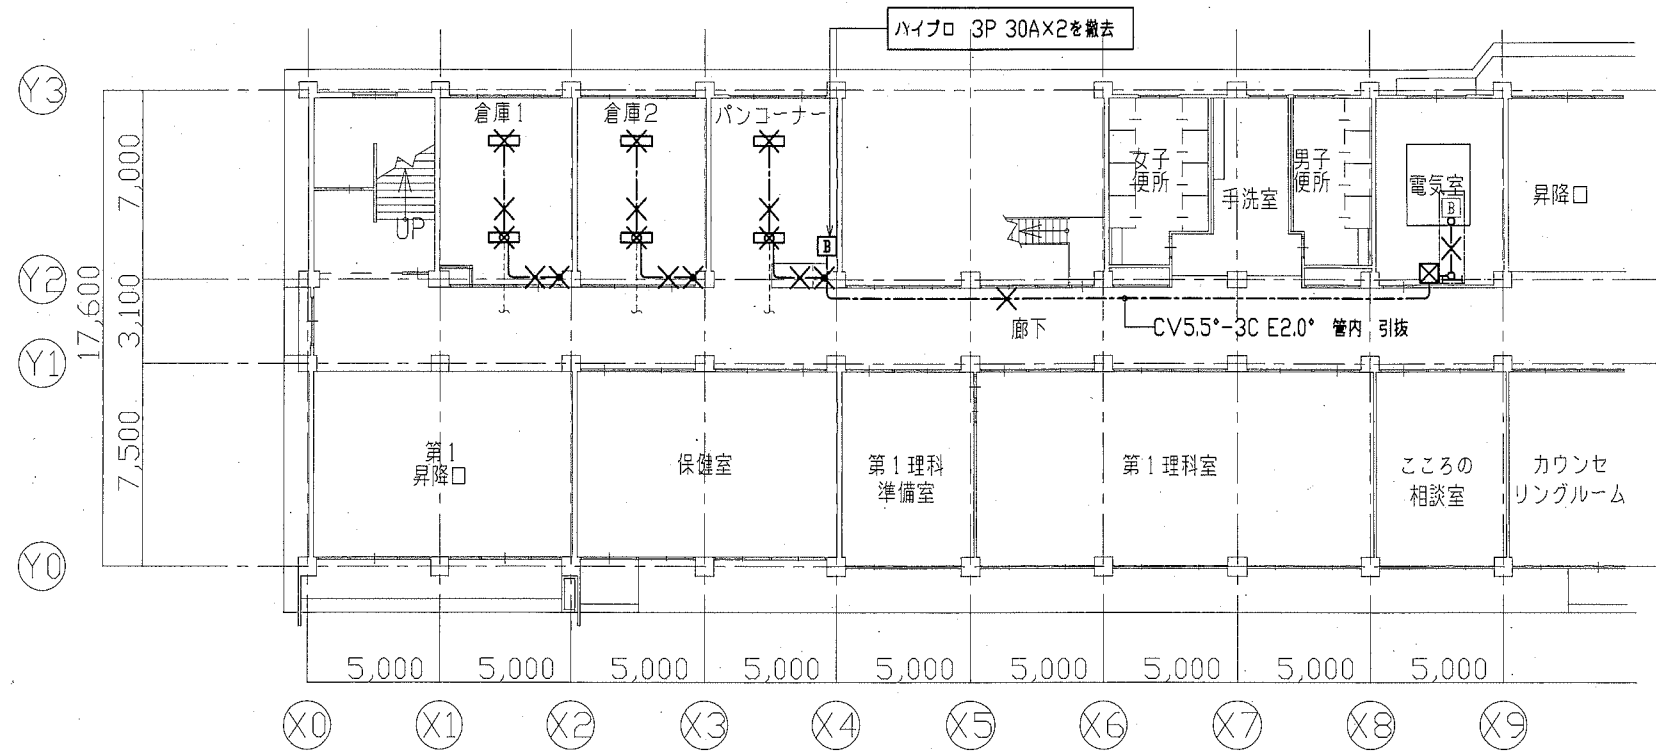 ハイプロ 3P 30A×2を撤去
Y3
倉庫1
倉庫2
パンコーナー
女子
便所
男子
便所
手洗室
電気室
昇降口
7,000
UP
B
B
Y2
17,600
3,100
廊下
CV5.5°-3C E2.0° 管内 引抜
Y1
7,500
第1
昇降口
保健室
第1理科
準備室
第1理科室
こころの
相談室
カウンセ
リングルーム
Y0
5,000
5,000
5,000
5,000
5,000
5,000
5,000
5,000
5,000
X0
X1
X2
X3
X4
X5
X6
X7
X8
X9